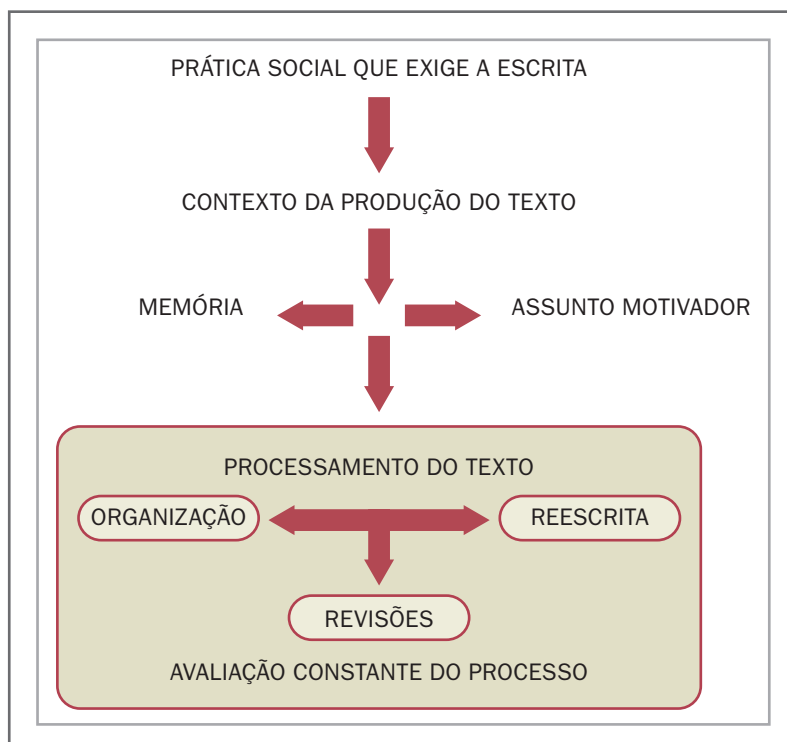 PRÁTICA SOCIAL QUE EXIGE A ESCRITA
CONTEXTO DA PRODUÇÃO DO TEXTO
MEMÓRIA
ASSUNTO MOTIVADOR
PROCESSAMENTO DO TEXTO
ORGANIZAÇÃO
REESCRITA
REVISÕES
AVALIAÇÃO CONSTANTE DO PROCESSO